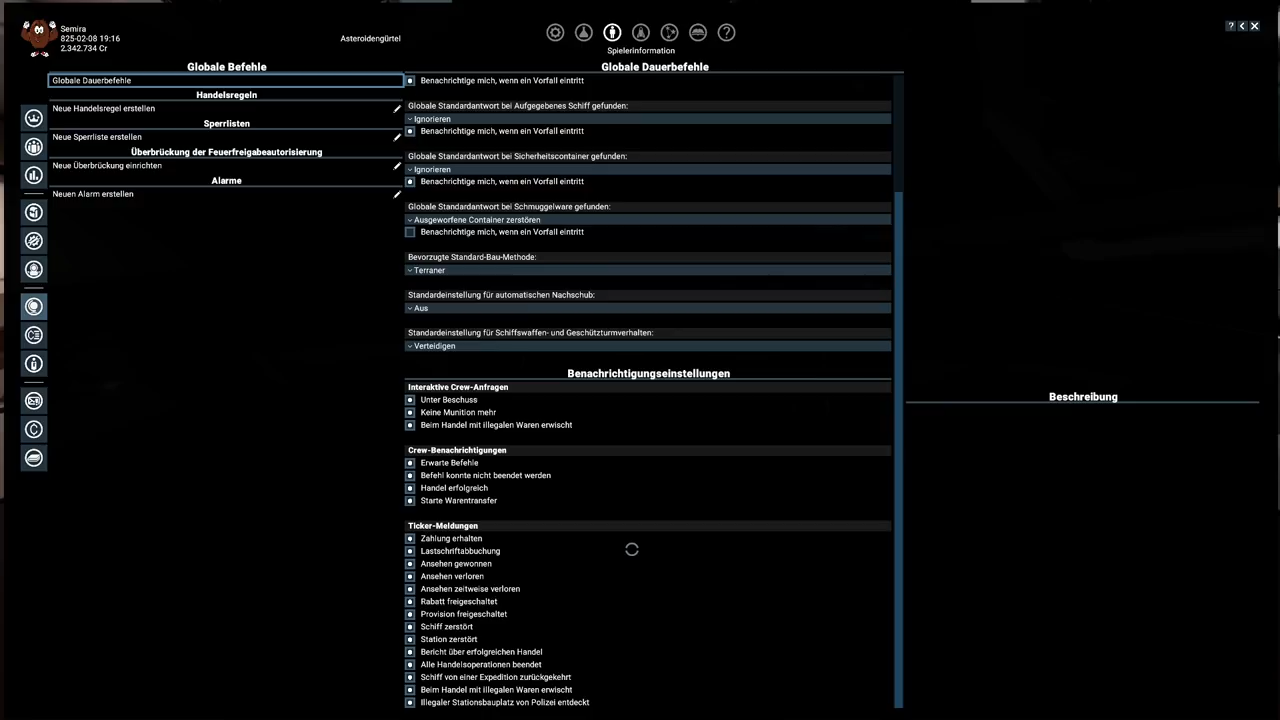 Semira
825-02-08 19:16
2.342.734 Cr
Asteroidengürtel
Spielerinformation
Globale Befehle
Globale Dauerbefehle
Handelsregeln
Neue Handelsregel erstellen
Sperrlisten
Neue Sperrliste erstellen
Überbrückung der Feuerfreigabeautorisierung
Neue Überbrückung einrichten
Alarme
Neuen Alarm erstellen
Globale Dauerbefehle
Benachrichtige mich, wenn ein Vorfall eintritt
Globale Standardantwort bei Aufgegebenes Schiff gefunden:
Ignorieren
Benachrichtige mich, wenn ein Vorfall eintritt
Globale Standardantwort bei Sicherheitscontainer gefunden:
Ignorieren
Benachrichtige mich, wenn ein Vorfall eintritt
Globale Standardantwort bei Schmuggelware gefunden:
Ausgeworfene Container zerstören
Benachrichtige mich, wenn ein Vorfall eintritt
Bevorzugte Standard-Bau-Methode:
Terraner
Standardeinstellung für automatischen Nachschub:
Aus
Standardeinstellung für Schiffswaffen- und Geschützturmverhalten:
Verteidigen
Benachrichtigungseinstellungen
Interaktive Crew-Anfragen
Unter Beschuss
Keine Munition mehr
Beim Handel mit illegalen Waren erwischt
Crew-Benachrichtigungen
Erwarte Befehle
Befehl konnte nicht beendet werden
Handel erfolgreich
Starte Warentransfer
Ticker-Meldungen
Zahlung erhalten
Lastschriftabbuchung
Ansehen gewonnen
Ansehen verloren
Ansehen zeitweise verloren
Rabatt freigeschaltet
Provision freigeschaltet
Schiff zerstört
Station zerstört
Bericht über erfolgreichen Handel
Alle Handelsoperationen beendet
Schiff von einer Expedition zurückgekehrt
Beim Handel mit illegalen Waren erwischt
Illegaler Stationsbauplatz von Polizei entdeckt
Beschreibung